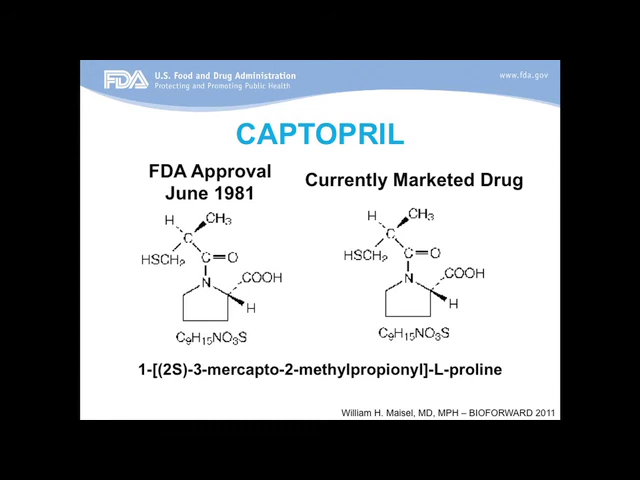 FDA U.S. Food and Drug Administration
Protecting and Promoting Public Health
www.fda.gov
CAPTOPRIL
FDA Approval
June 1981
Currently Marketed Drug
H CH₃
C
HSCH₂ C=O
N COOH
H
C₉H₁₅NO₃S
H CH₃
C
HSCH₂ C=O
N COOH
H
C₉H₁₅NO₃S
1-[(2S)-3-mercapto-2-methylpropionyl]-L-proline
William H. Maisel, MD, MPH – BIOFORWARD 2011